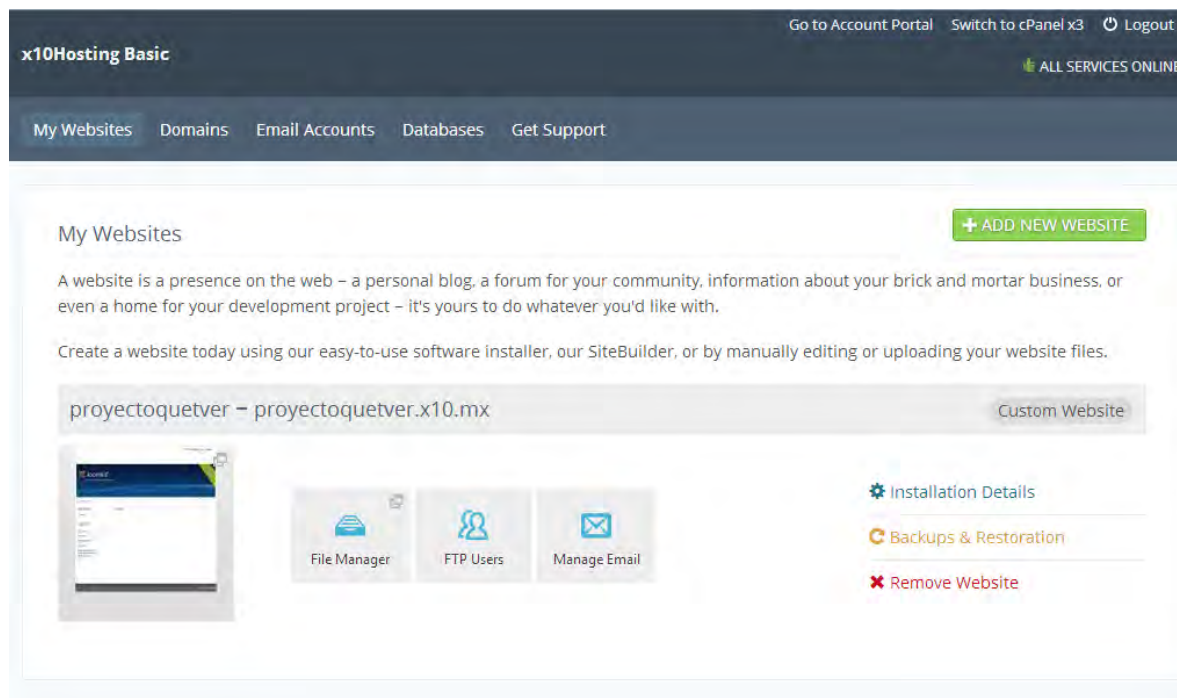 Go to Account Portal Switch to cPanel x3 Logout
x10Hosting Basic
ALL SERVICES ONLINE
My Websites Domains Email Accounts Databases Get Support
My Websites
ADD NEW WEBSITE
A website is a presence on the web – a personal blog, a forum for your community, information about your brick and mortar business, or
even a home for your development project – it's yours to do whatever you'd like with.
Create a website today using our easy-to-use software installer, our SiteBuilder, or by manually editing or uploading your website files.
proyectoquetver – proyectoquetver.x10.mx
Custom Website
File Manager
FTP Users
Manage Email
Installation Details
Backups & Restoration
Remove Website